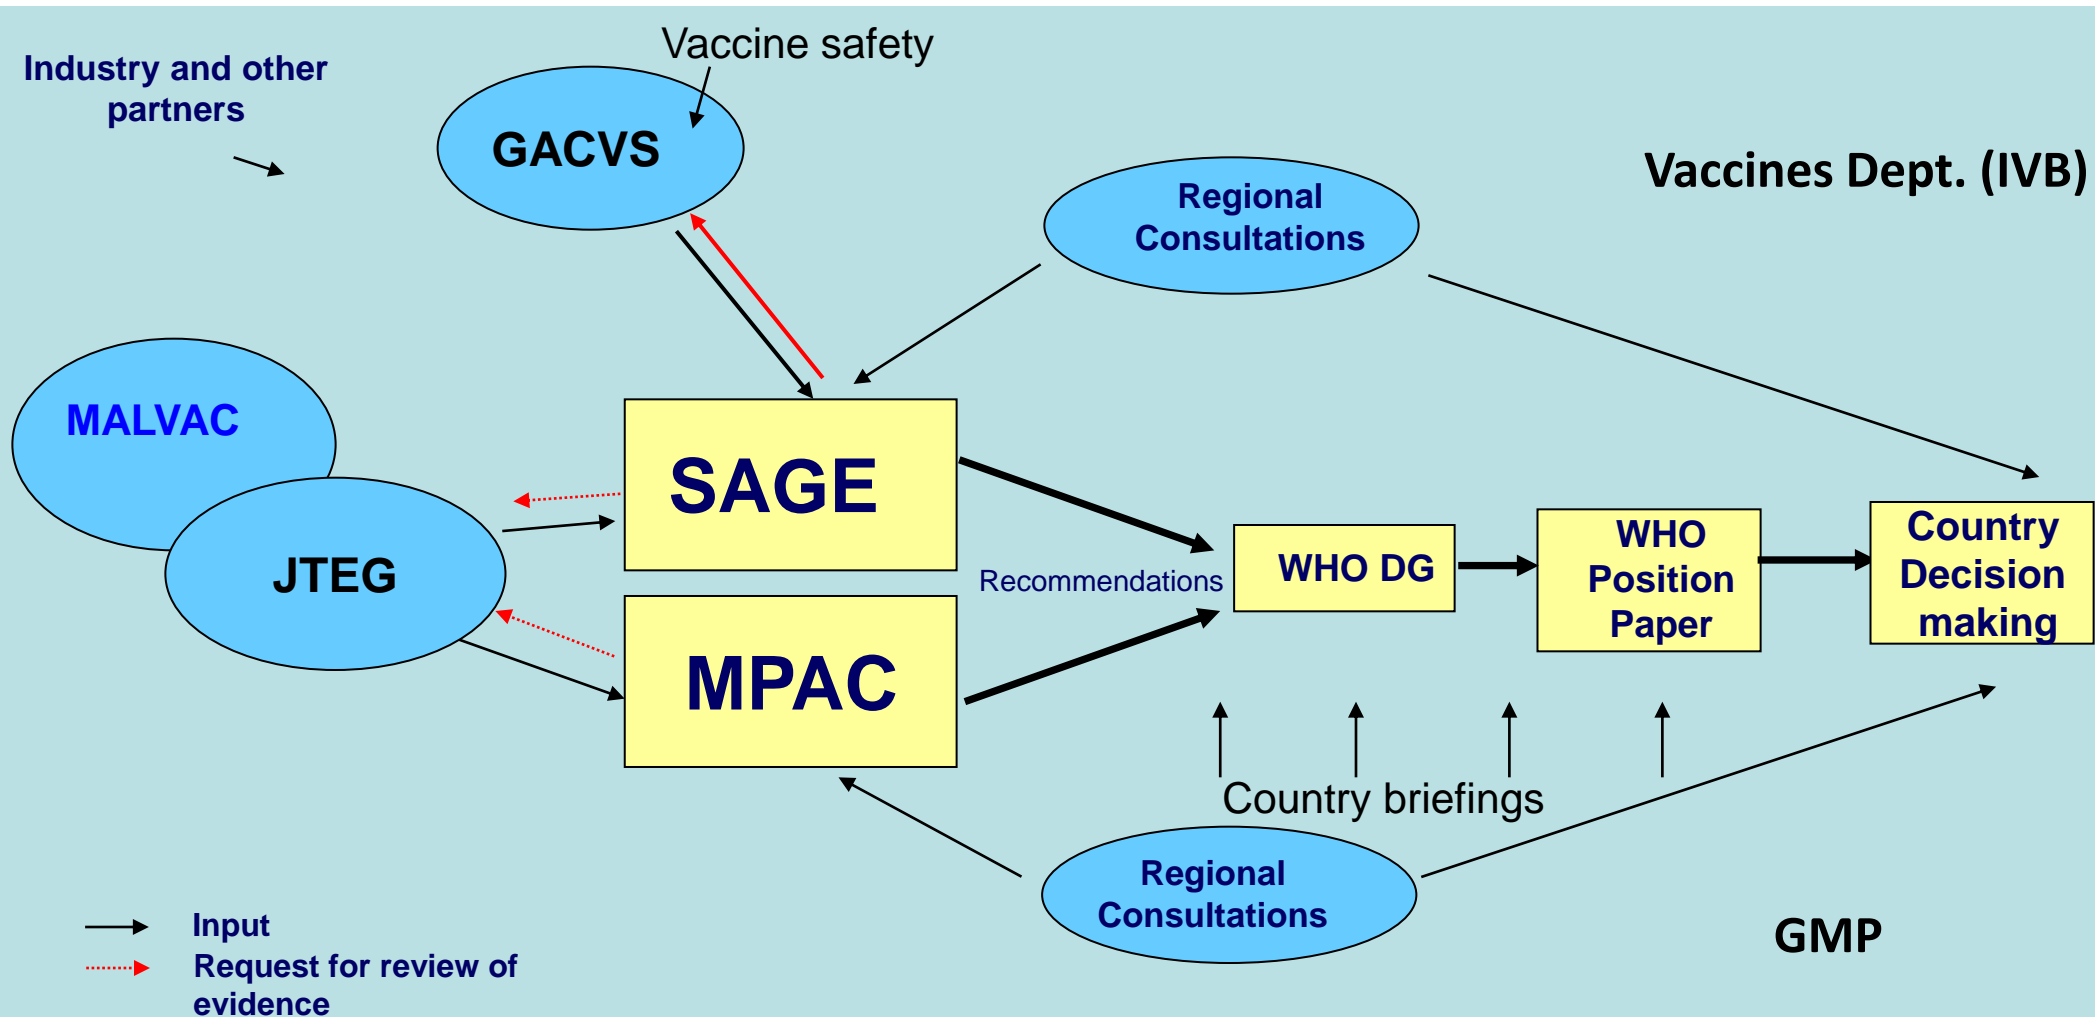 Vaccine safety
Industry and other
partners
GACVS
Vaccines Dept. (IVB)
Regional
Consultations
MALVAC
SAGE
JTEG
Recommendations
WHO DG
WHO
Position
Paper
Country
Decision
making
MPAC
Country briefings
Regional
Consultations
GMP
Input
Request for review of
evidence